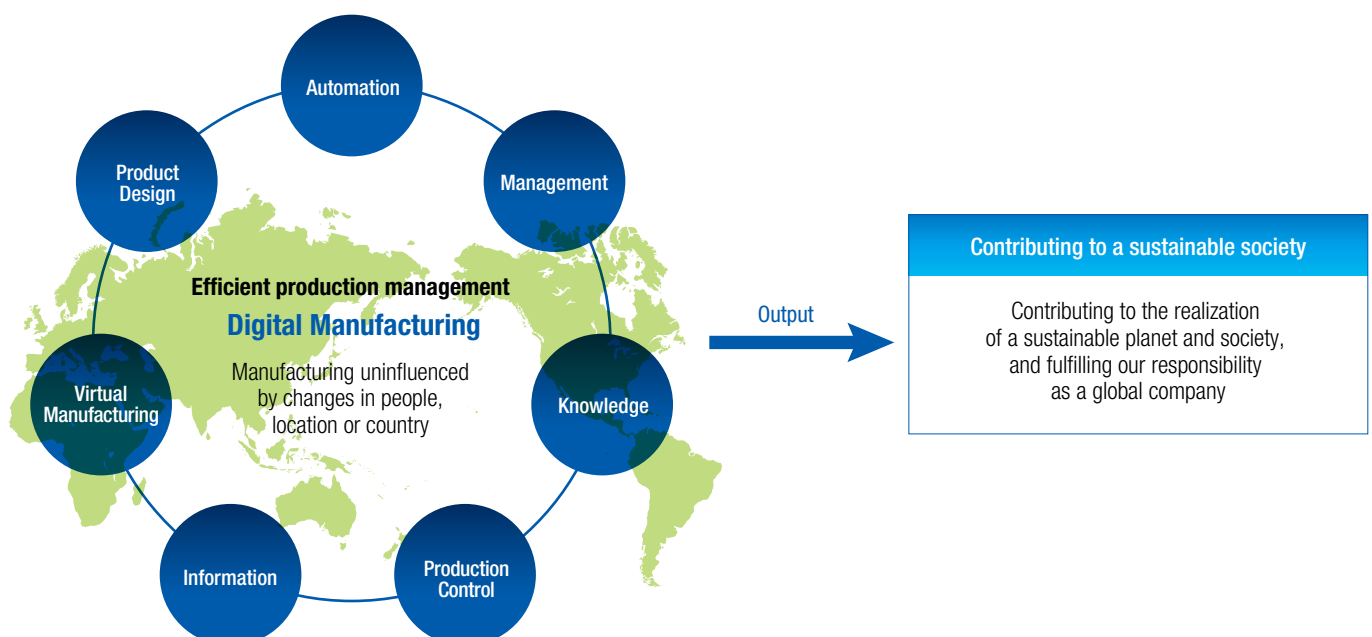 Automation
Product
Design
Management
Efficient production management
Digital Manufacturing
Manufacturing uninfluenced
by changes in people,
location or country
Virtual
Manufacturing
Knowledge
Information
Production
Control
Output
Contributing to a sustainable society
Contributing to the realization
of a sustainable planet and society,
and fulfilling our responsibility
as a global company